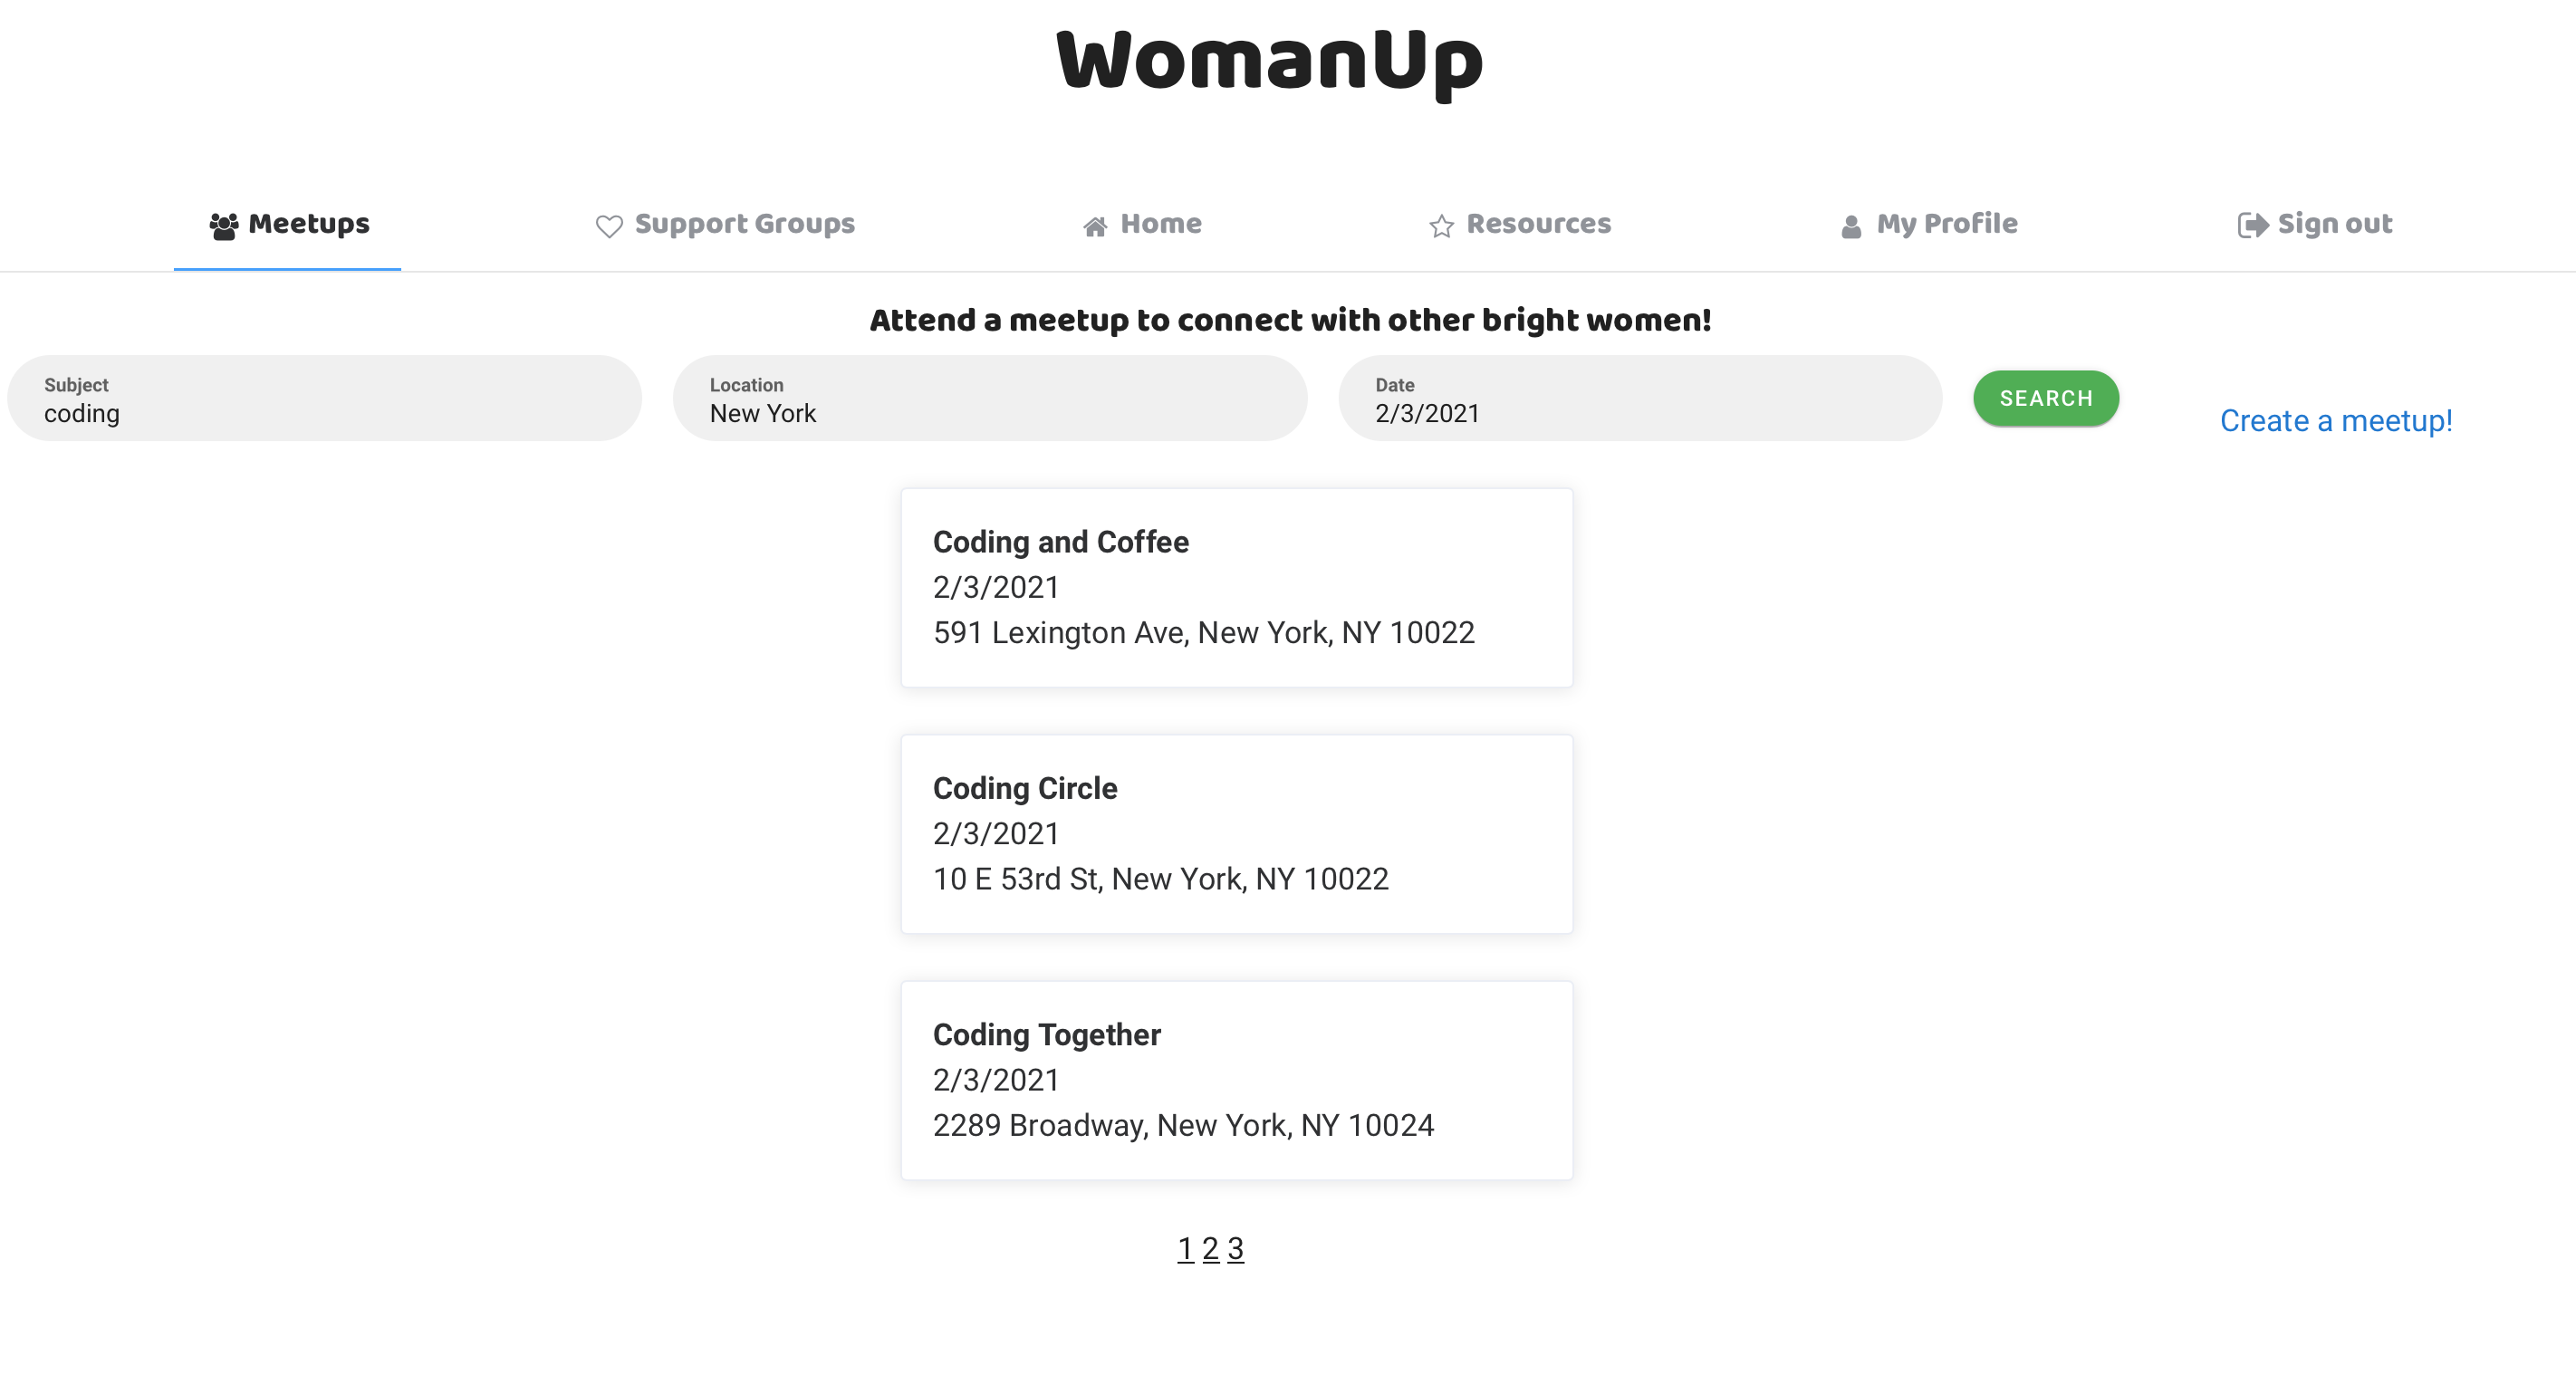 WomanUp
Meetups Support Groups Home Resources My Profile Sign out
Attend a meetup to connect with other bright women!
Subject
coding
Location
New York
Date
2/3/2021
SEARCH
Create a meetup!
Coding and Coffee
2/3/2021
591 Lexington Ave, New York, NY 10022
Coding Circle
2/3/2021
10 E 53rd St, New York, NY 10022
Coding Together
2/3/2021
2289 Broadway, New York, NY 10024
1 2 3